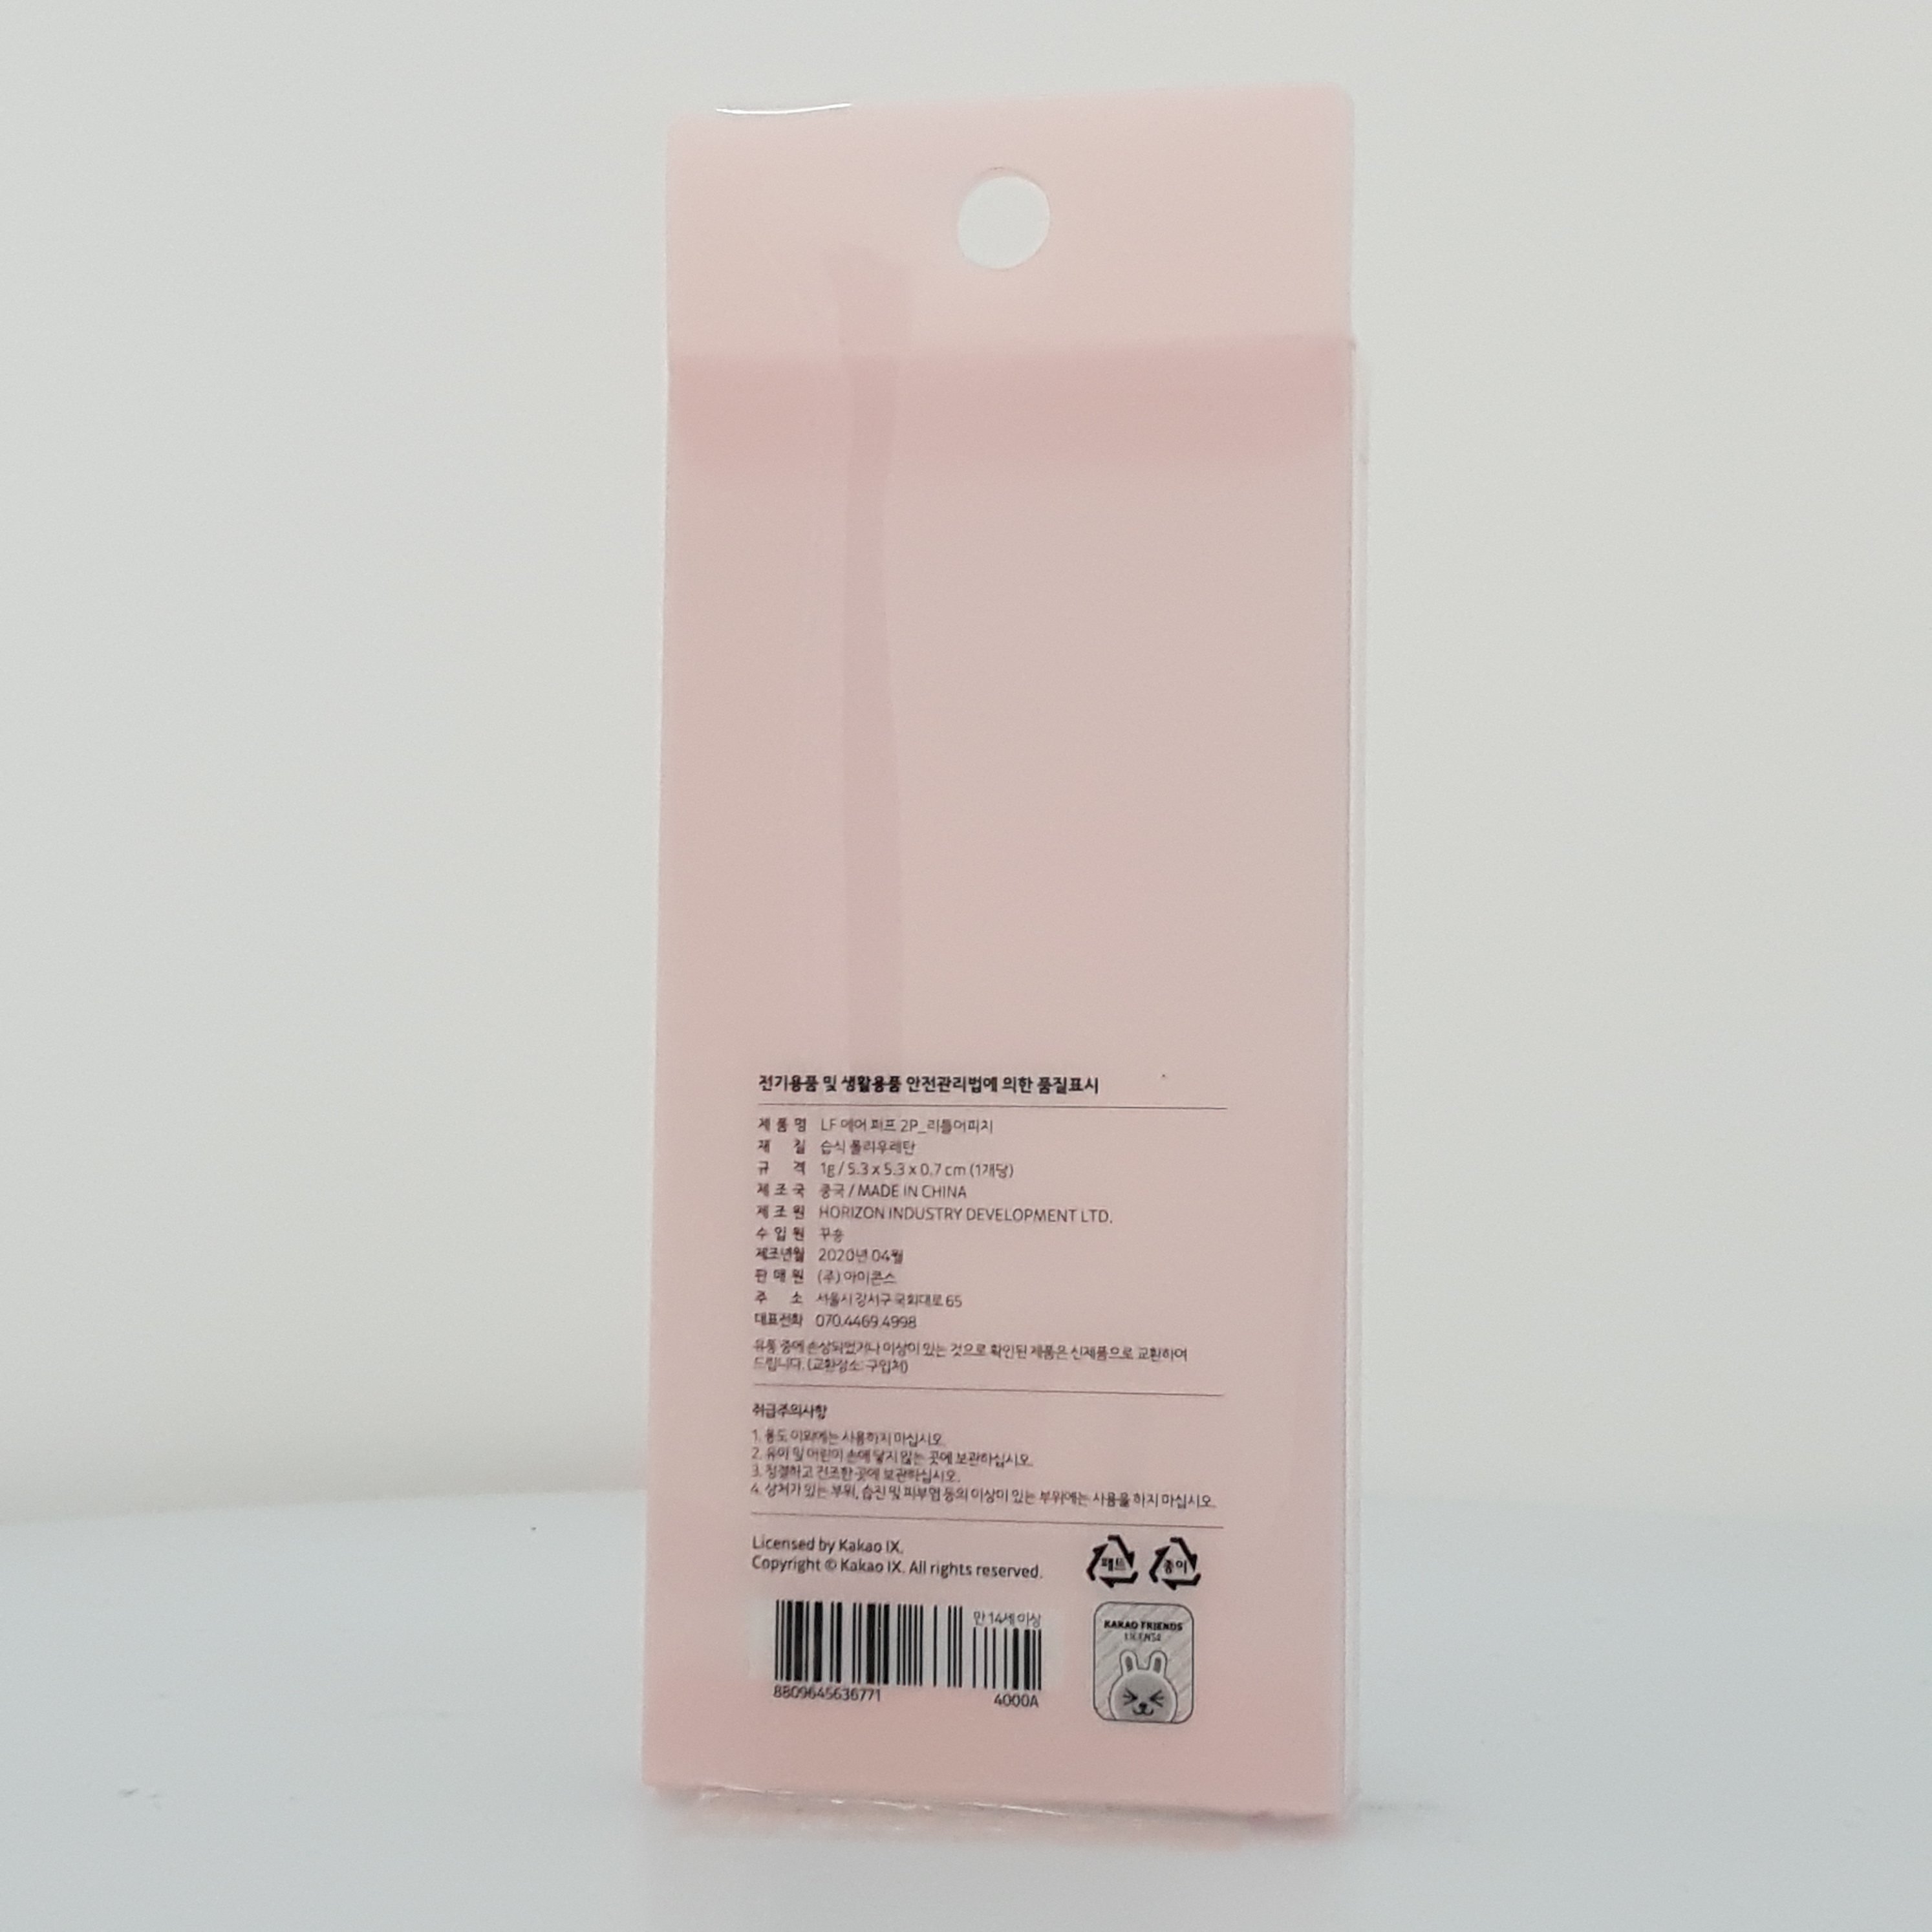 전기용품 및 생활용품 안전관리법에 의한 품질표시
제품명 LF 에어 퍼프 2P_리틀어피치
재질 습식 폴리우레탄
규격 1g / 5.3 x 5.3 x 0.7 cm (1개당)
제조국 중국 / MADE IN CHINA
제조원 HORIZON INDUSTRY DEVELOPMENT LTD.
수입원 꾸숑
제조년월 2020년 04월
판매원 (주) 아이콘스
주소 서울시 강서구 국회대로 65
대표전화 070.4469.4998
유통 중에 손상되었거나 이상이 있는 것으로 확인된 제품은 신제품으로 교환하여
드립니다. (교환장소: 구입처)
취급주의사항
1. 용도 이외에는 사용하지 마십시오.
2. 유아 및 어린이 손에 닿지 않는 곳에 보관하십시오.
3. 청결하고 건조한 곳에 보관하십시오.
4. 상처가 있는 부위, 습진 및 피부염 등의 이상이 있는 부위에는 사용을 하지 마십시오.
Licensed by Kakao IX.
Copyright © Kakao IX. All rights reserved.
페트 종이
만 14세 이상
8809645636771 4000A
KAKAO FRIENDS
LICENSE